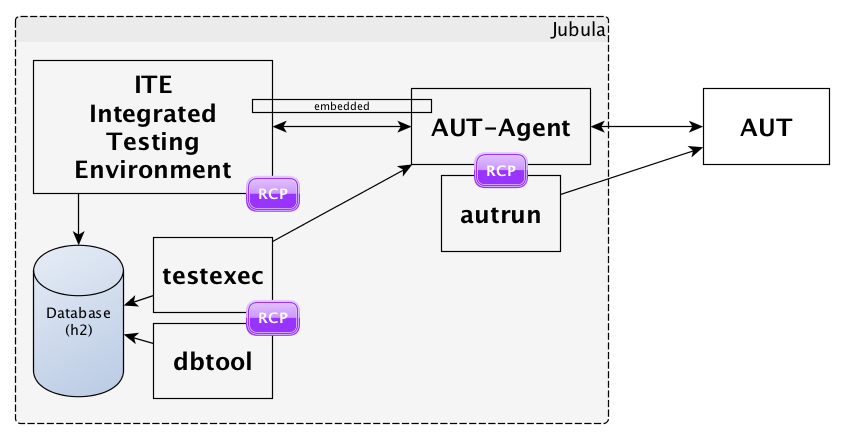 Jubula
ITE
Integrated
Testing
Environment
embedded
AUT-Agent
AUT
RCP
RCP
autrun
testexec
Database
(h2)
RCP
dbtool